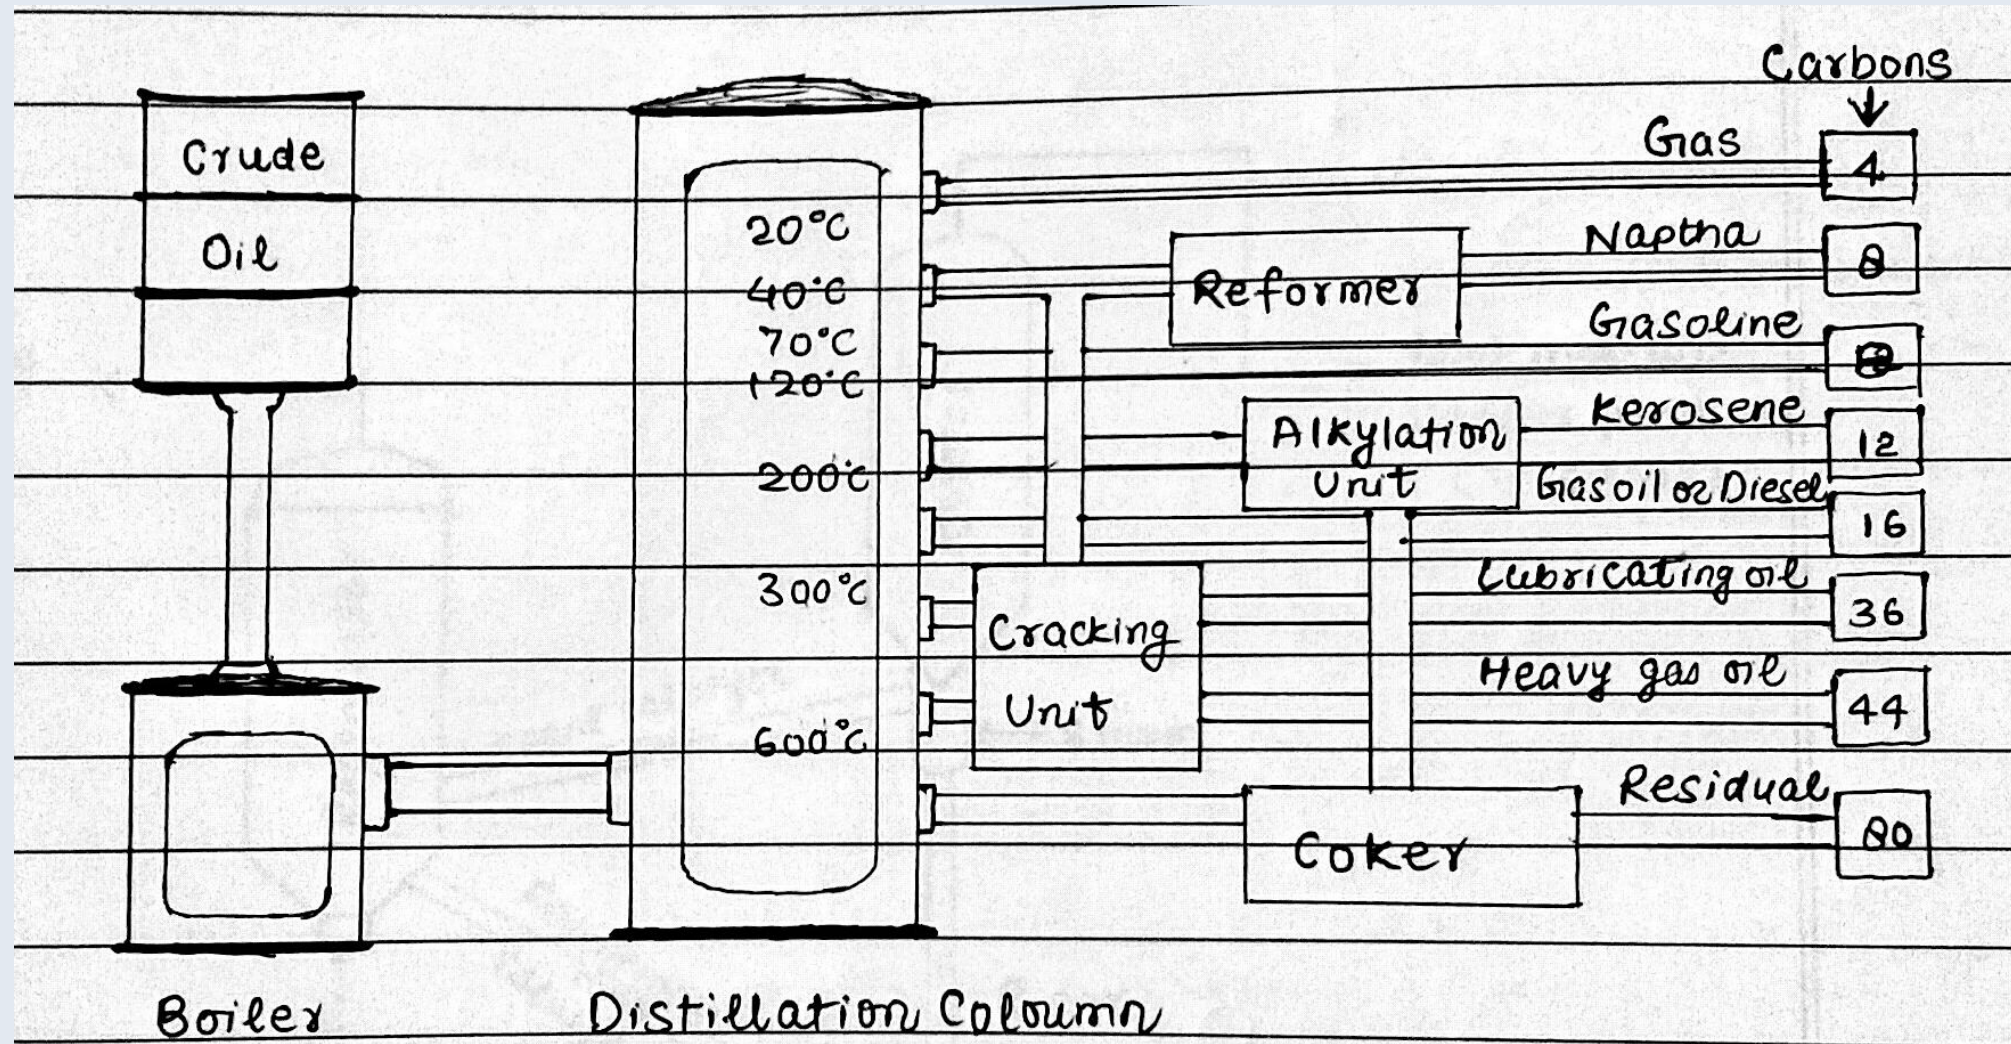 Carbons
Crude
Oil
Gas
4
20°C
Naptha
8
40°C
Reformer
70°C
Gasoline
120°C
Kerosene
12
Alkylation
Unit
200°C
Gas oil or Diesel
16
300°C
Lubricating oil
36
Cracking
Unit
Heavy gas oil
44
600°C
Residual
80
Coker
Boiler
Distillation Coloumn